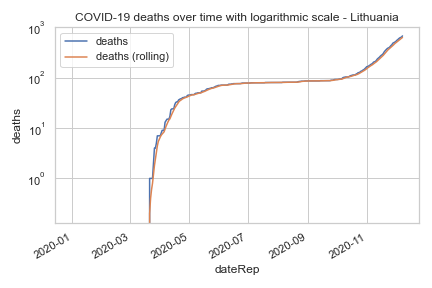 COVID-19 deaths over time with logarithmic scale - Lithuania
10³
deaths
deaths (rolling)
10²
10¹
10⁰
deaths
2020-01
2020-03
2020-05
2020-07
2020-09
2020-11
dateRep